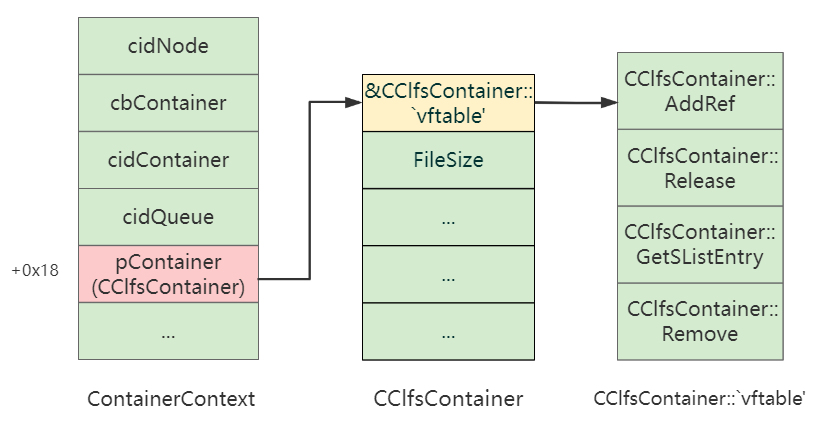 cidNode
cbContainer
cidContainer
cidQueue
+0x18
pContainer
(CClfsContainer)
...
ContainerContext
&CClfsContainer::
`vftable'
FileSize
...
...
...
CClfsContainer
CClfsContainer::
AddRef
CClfsContainer::
Release
CClfsContainer::
GetSListEntry
CClfsContainer::
Remove
CClfsContainer::`vftable'